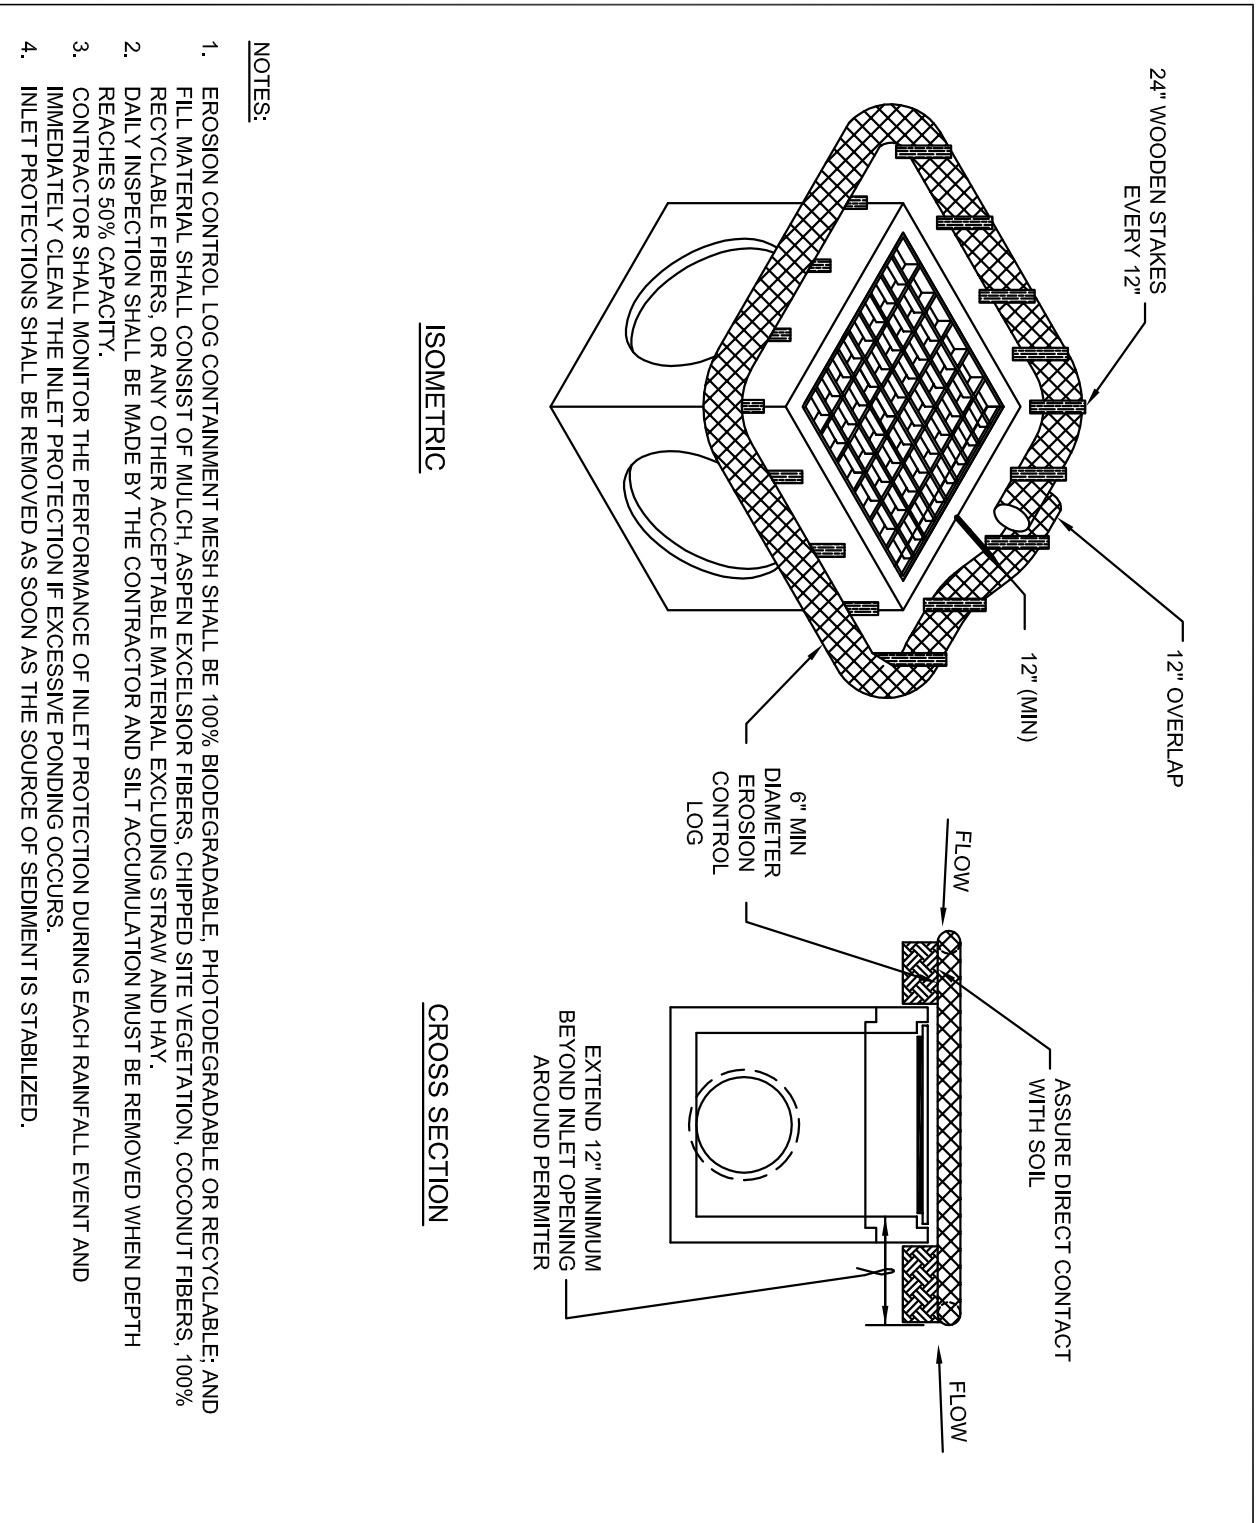 24" WOODEN STAKES
EVERY 12"
12" OVERLAP
12" (MIN)
6" MIN
DIAMETER
EROSION
CONTROL
LOG
ISOMETRIC
FLOW
FLOW
ASSURE DIRECT CONTACT
WITH SOIL
EXTEND 12" MINIMUM
BEYOND INLET OPENING
AROUND PERIMITER
CROSS SECTION
NOTES:
1. EROSION CONTROL LOG CONTAINMENT MESH SHALL BE 100% BIODEGRADABLE, PHOTODEGRADABLE OR RECYCLABLE; AND
FILL MATERIAL SHALL CONSIST OF MULCH, ASPEN EXCELSIOR FIBERS, CHIPPED SITE VEGETATION, COCONUT FIBERS, 100%
RECYCLABLE FIBERS, OR ANY OTHER ACCEPTABLE MATERIAL EXCLUDING STRAW AND HAY.
2. DAILY INSPECTION SHALL BE MADE BY THE CONTRACTOR AND SILT ACCUMULATION MUST BE REMOVED WHEN DEPTH
REACHES 50% CAPACITY.
3. CONTRACTOR SHALL MONITOR THE PERFORMANCE OF INLET PROTECTION DURING EACH RAINFALL EVENT AND
IMMEDIATELY CLEAN THE INLET PROTECTION IF EXCESSIVE PONDING OCCURS.
4. INLET PROTECTIONS SHALL BE REMOVED AS SOON AS THE SOURCE OF SEDIMENT IS STABILIZED.